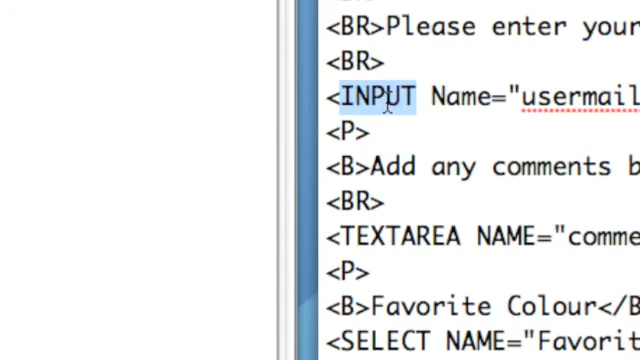 <BR>Please enter your
<BR>
<INPUT Name="usermail
<P>
<B>Add any comments b
<BR>
<TEXTAREA NAME="comme
<P>
<B>Favorite Colour</B
<SELECT NAME="Favorit